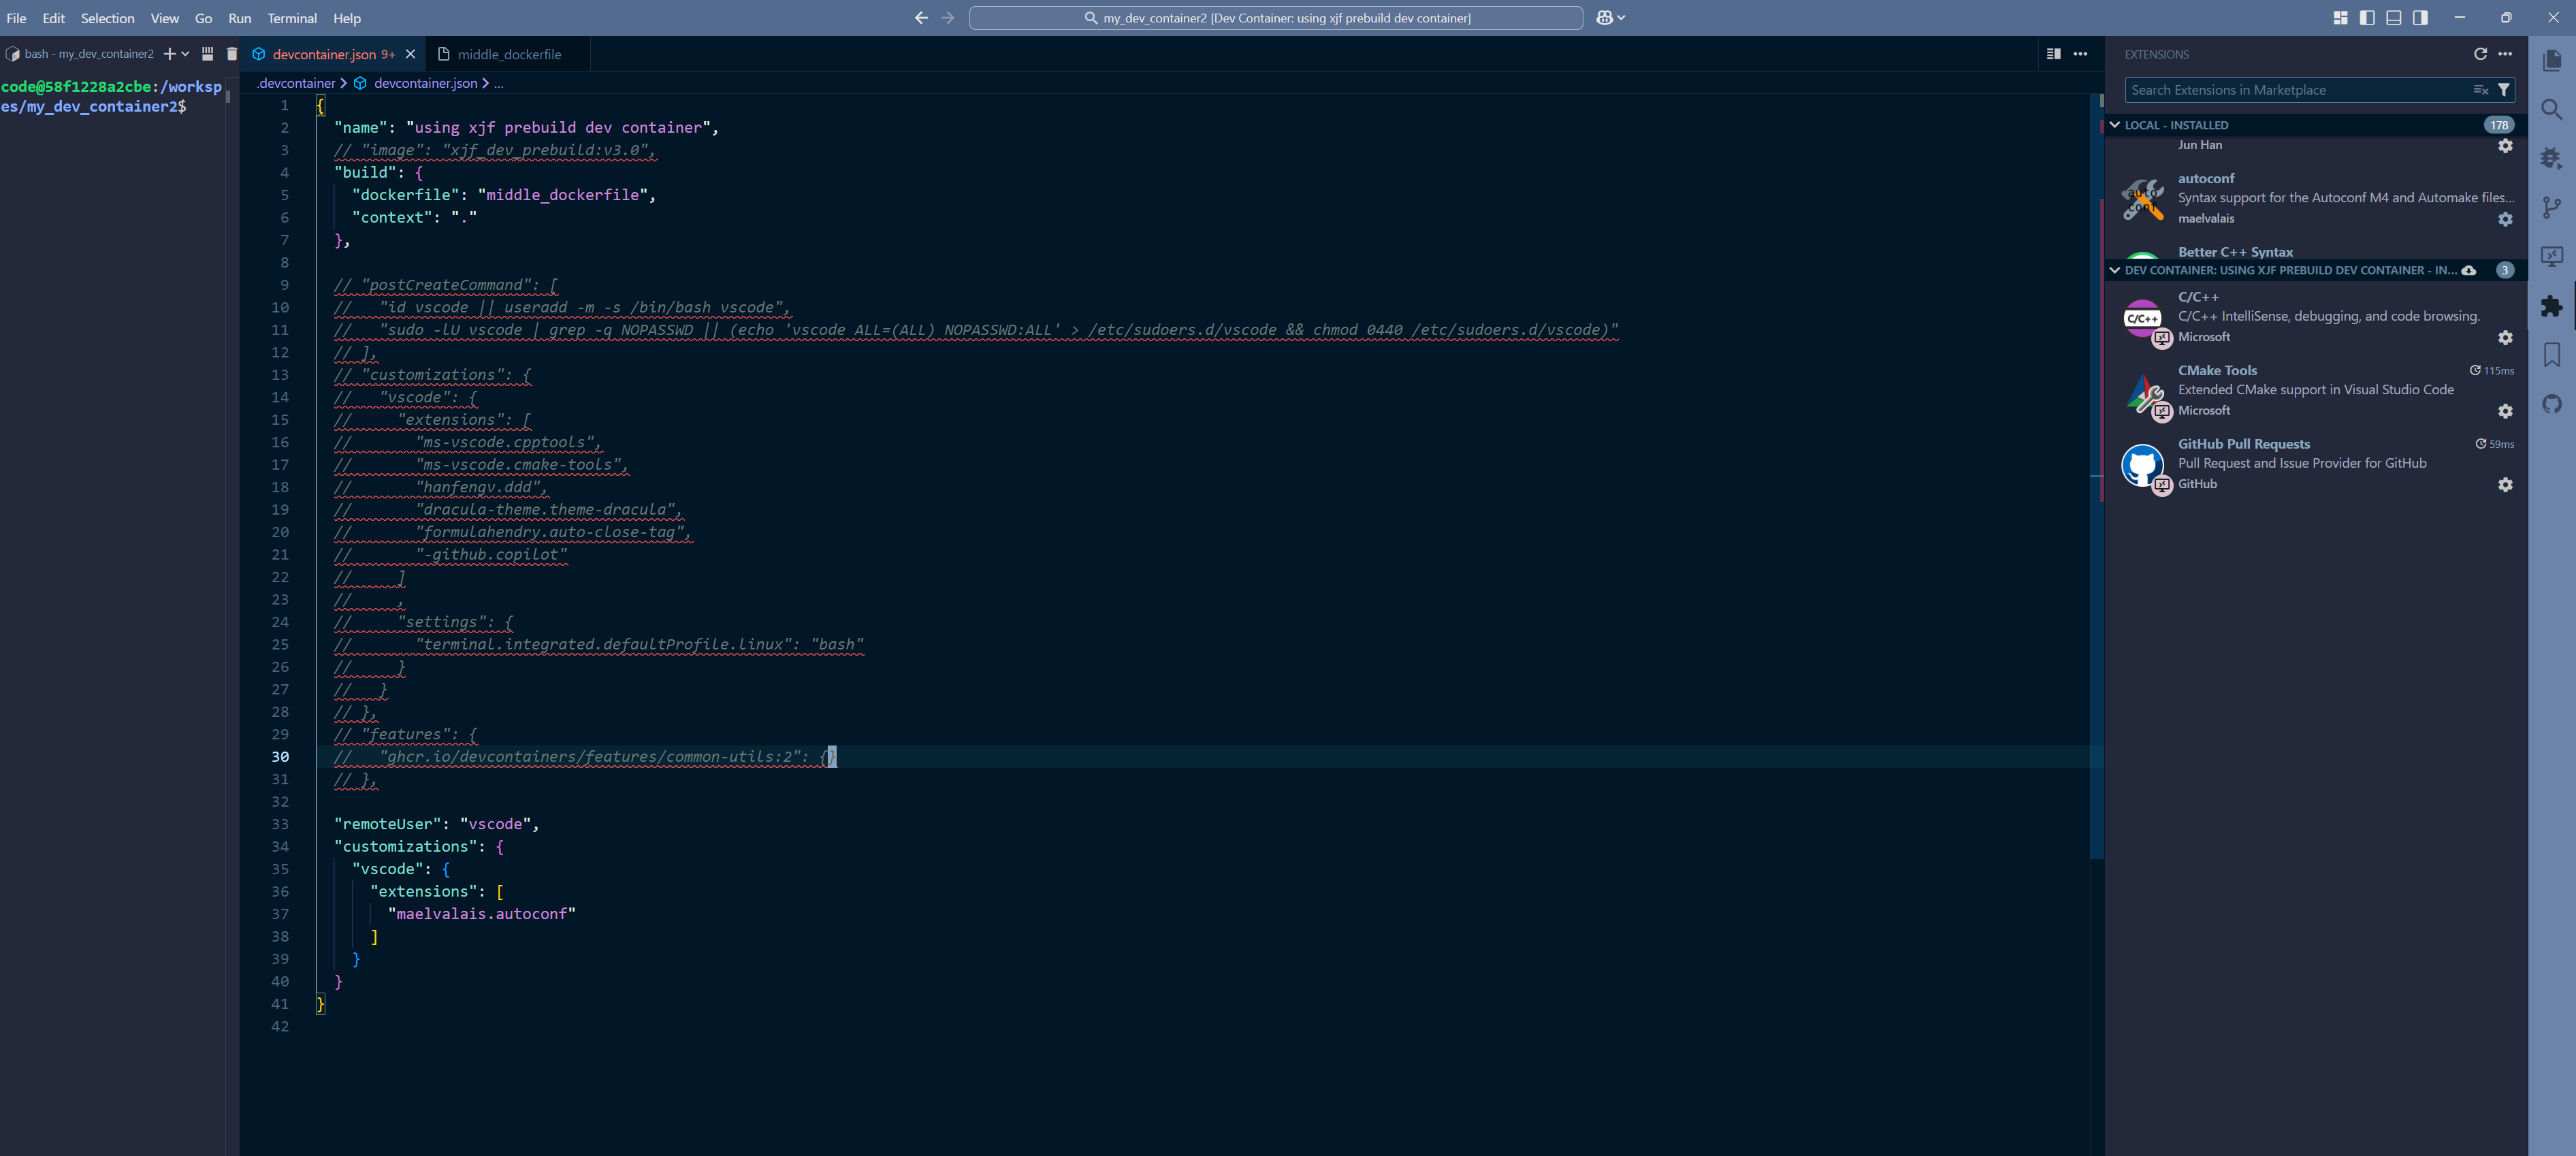 File Edit Selection View Go Run Terminal Help
my_dev_container2 [Dev Container: using xjf prebuild dev container]
bash - my_dev_container2
code@58f1228a2cbe:/worksp
es/my_dev_container2$
devcontainer.json 9+
middle_dockerfile
.devcontainer > devcontainer.json > ...
1 {
2 "name": "using xjf prebuild dev container",
3 // "image": "xjf_dev_prebuild:v3.0",
4 "build": {
5 "dockerfile": "middle_dockerfile",
6 "context": "."
7 },
8
9 // "postCreateCommand": [
10 // "id vscode || useradd -m -s /bin/bash vscode",
11 // "sudo -lU vscode | grep -q NOPASSWD || (echo 'vscode ALL=(ALL) NOPASSWD:ALL' > /etc/sudoers.d/vscode && chmod 0440 /etc/sudoers.d/vscode)"
12 // ],
13 // "customizations": {
14 // "vscode": {
15 // "extensions": [
16 // "ms-vscode.cpptools",
17 // "ms-vscode.cmake-tools",
18 // "hanfengv.ddd",
19 // "dracula-theme.theme-dracula",
20 // "formulahendry.auto-close-tag",
21 // "-github.copilot"
22 // ]
23 // ,
24 // "settings": {
25 // "terminal.integrated.defaultProfile.linux": "bash"
26 // }
27 // }
28 // },
29 // "features": {
30 // "ghcr.io/devcontainers/features/common-utils:2": {}
31 // },
32
33 "remoteUser": "vscode",
34 "customizations": {
35 "vscode": {
36 "extensions": [
37 "maelvalais.autoconf"
38 ]
39 }
40 }
41 }
42
EXTENSIONS
Search Extensions in Marketplace
LOCAL - INSTALLED 178
Jun Han
auto conf
autoconf
Syntax support for the Autoconf M4 and Automake files...
maelvalais
Better C++ Syntax
DEV CONTAINER: USING XJF PREBUILD DEV CONTAINER - IN... 3
C/C++
C/C++
C/C++ IntelliSense, debugging, and code browsing.
Microsoft
CMake Tools 115ms
Extended CMake support in Visual Studio Code
Microsoft
GitHub Pull Requests 59ms
Pull Request and Issue Provider for GitHub
GitHub